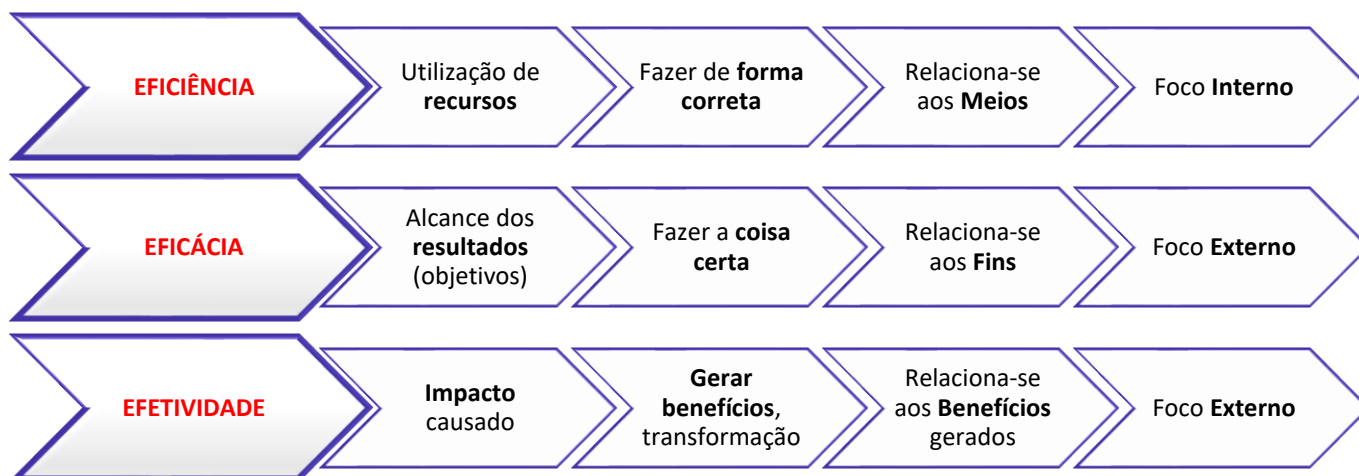 EFICIÊNCIA
Utilização de
recursos
Fazer de forma
correta
Relaciona-se
aos Meios
Foco Interno
EFICÁCIA
Alcance dos
resultados
(objetivos)
Fazer a coisa
certa
Relaciona-se
aos Fins
Foco Externo
EFETIVIDADE
Impacto
causado
Gerar
benefícios,
transformação
Relaciona-se
aos Benefícios
gerados
Foco Externo